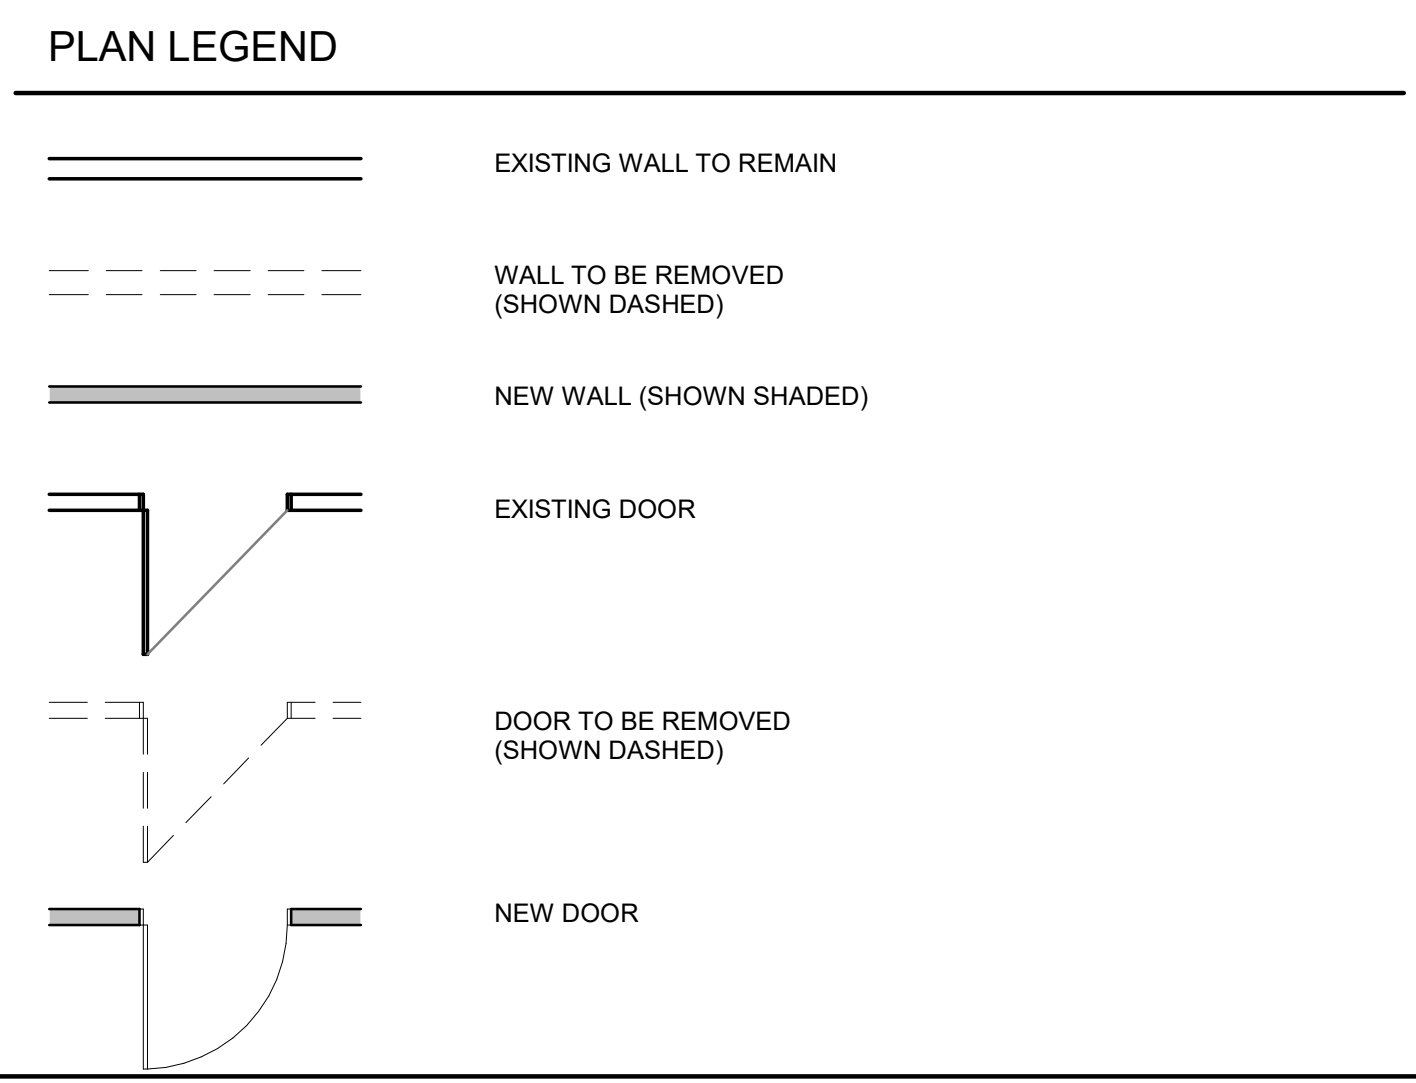 PLAN LEGEND
EXISTING WALL TO REMAIN
WALL TO BE REMOVED
(SHOWN DASHED)
NEW WALL (SHOWN SHADED)
EXISTING DOOR
DOOR TO BE REMOVED
(SHOWN DASHED)
NEW DOOR